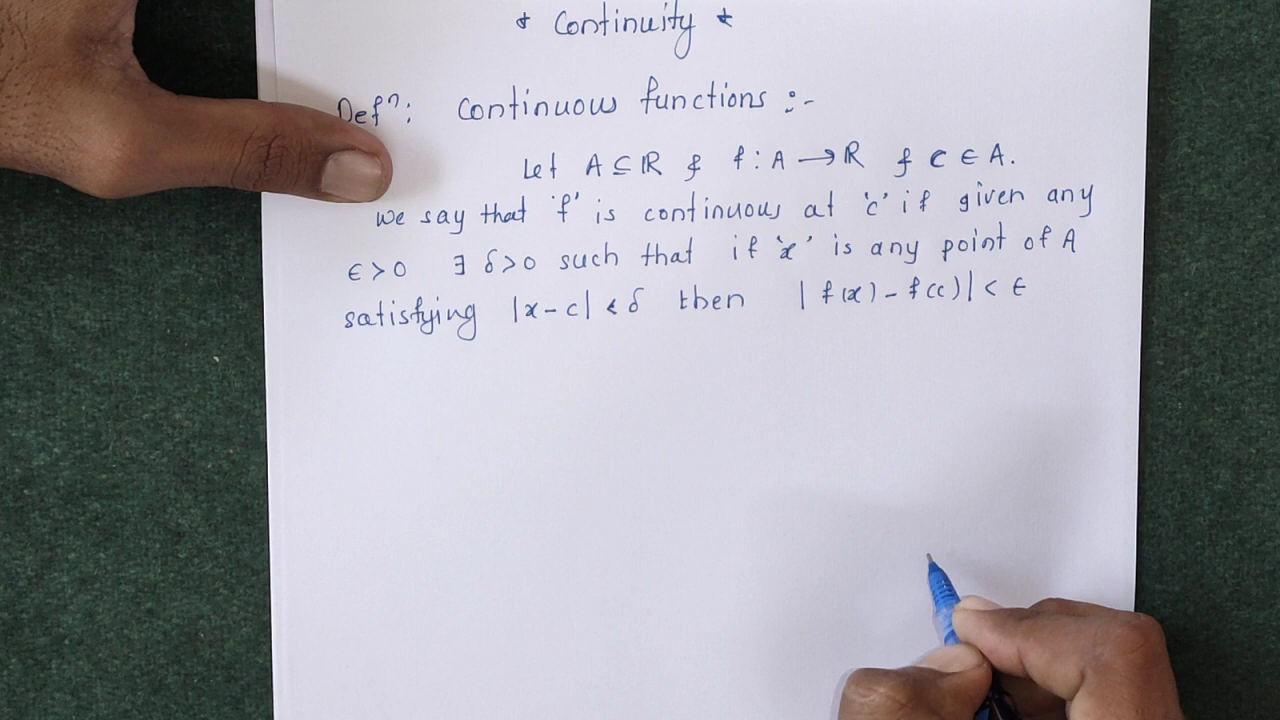 * Continuity *
Defⁿ: Continuous functions :-
Let A ⊆ ℝ & f : A → ℝ & c ∈ A.
we say that 'f' is continuous at 'c' if given any
ϵ > 0 ∃ δ > 0 such that if 'x' is any point of A
satisfying |x - c| < δ then |f(x) - f(c)| < ϵ